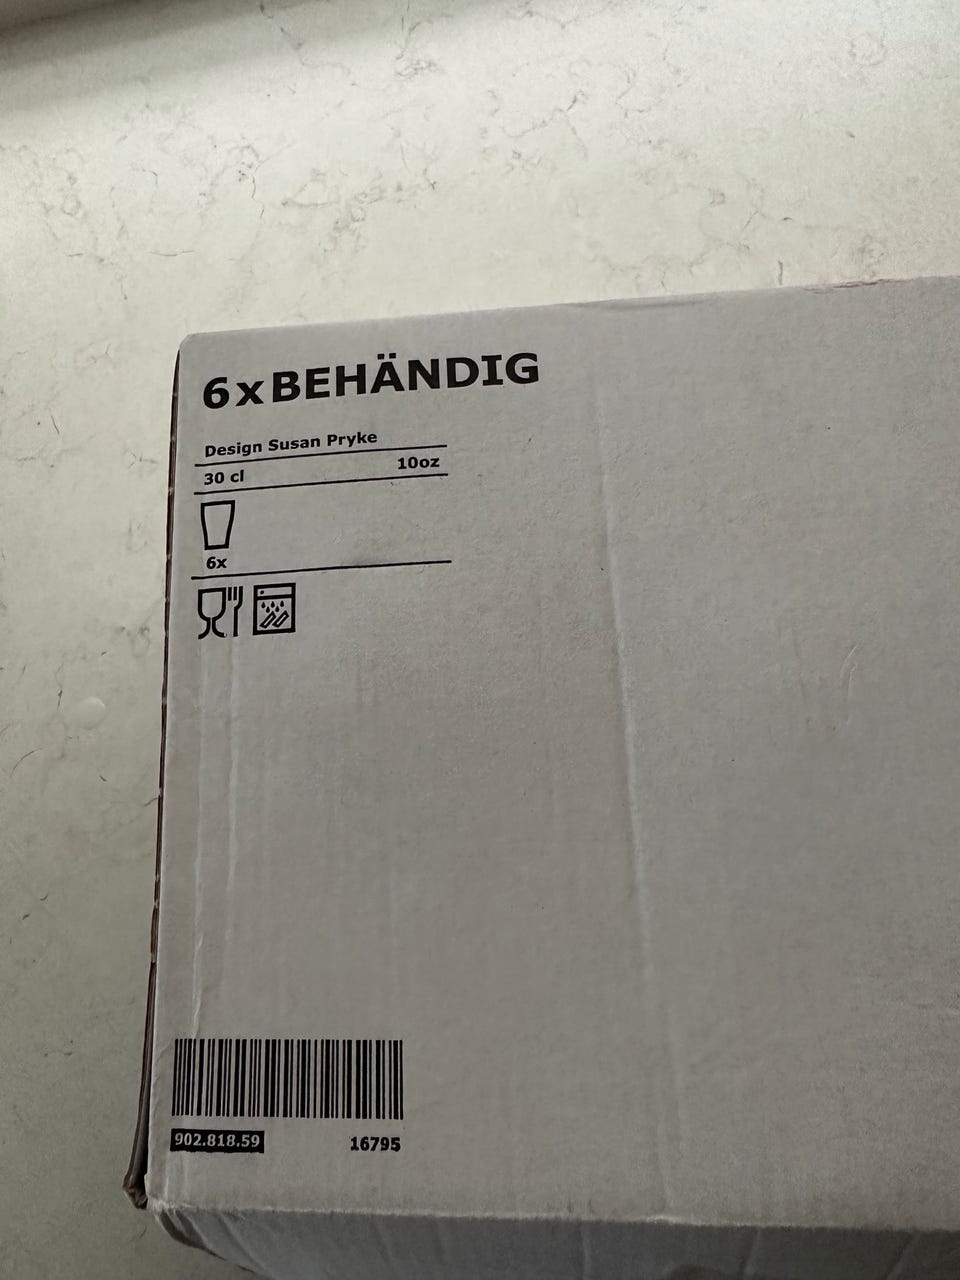 6xBEHÄNDIG
Design Susan Pryke
30 cl 10oz
6x
902.818.59 16795